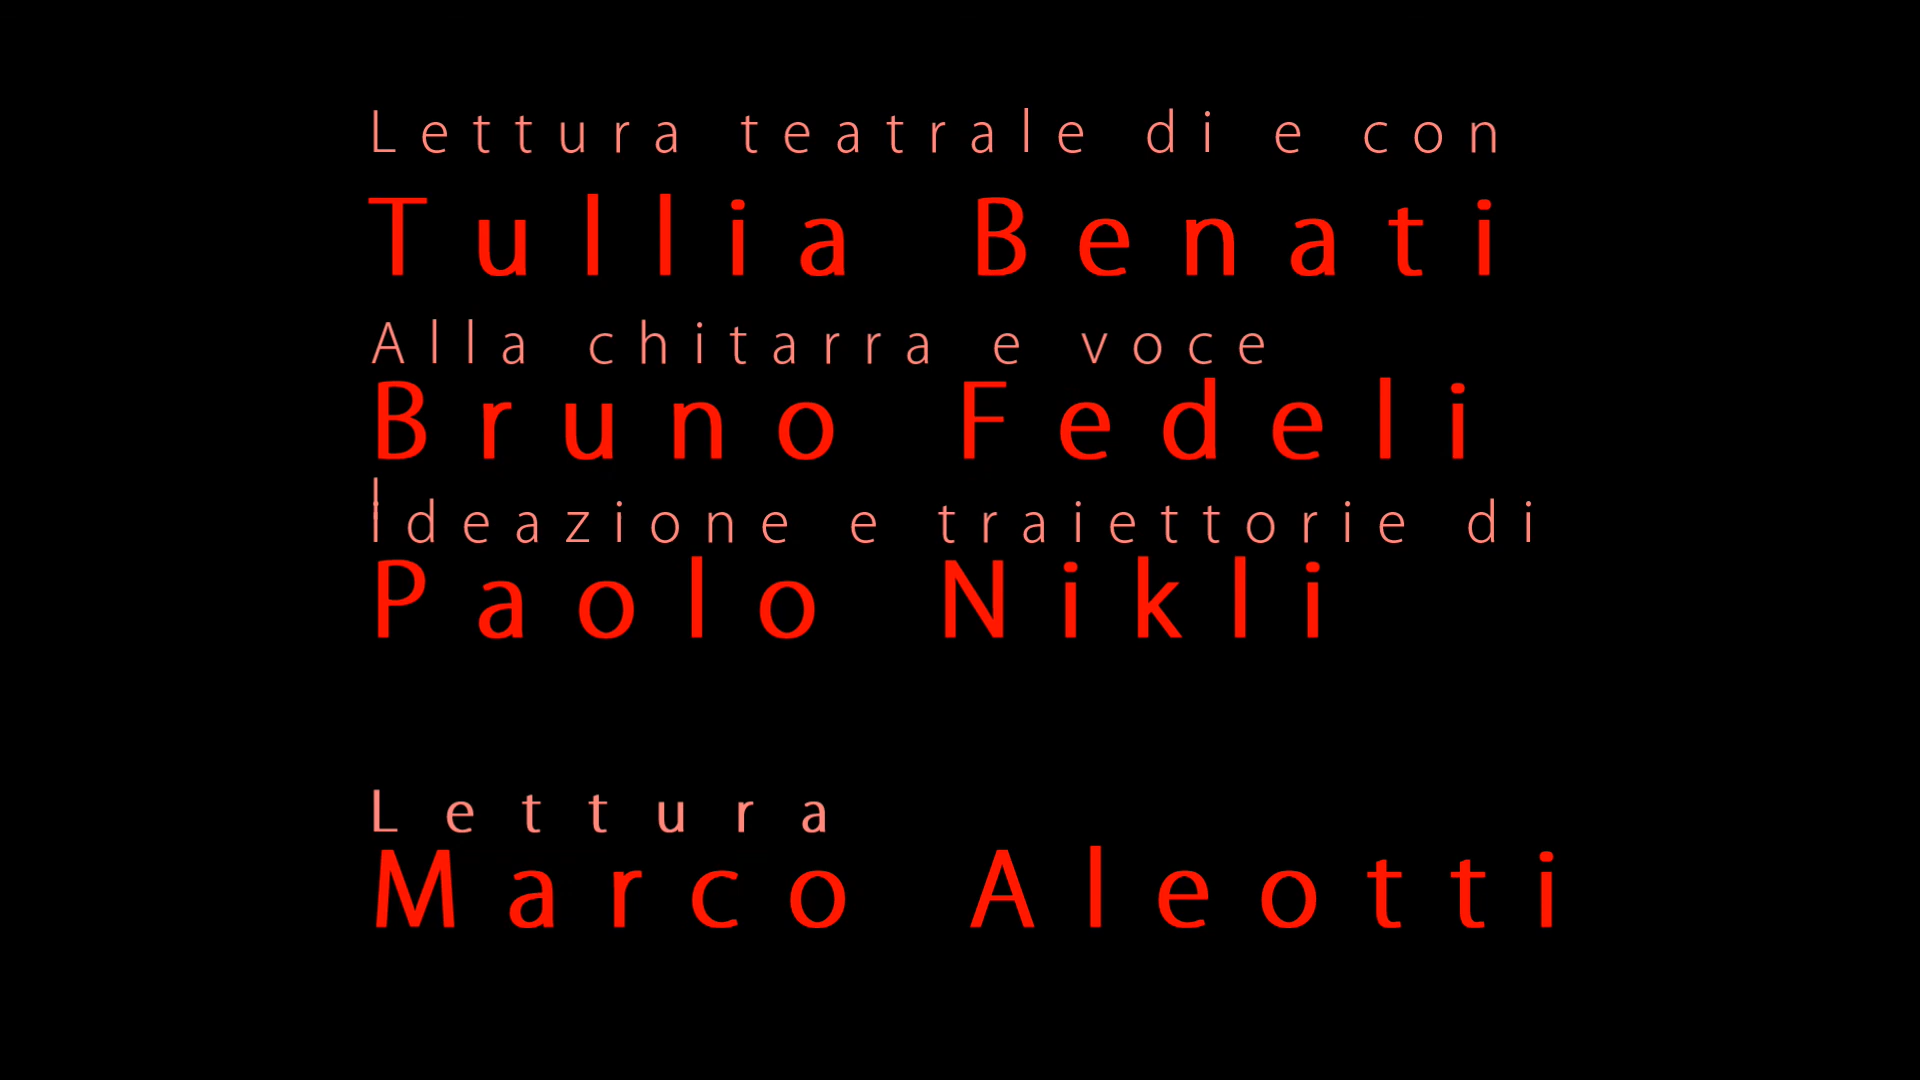 Lettura teatrale di e con
Tullia Benati
Alla chitarra e voce
Bruno Fedeli
I
Ideazione e traiettorie di
Paolo Nikli
Lettura
Marco Aleotti